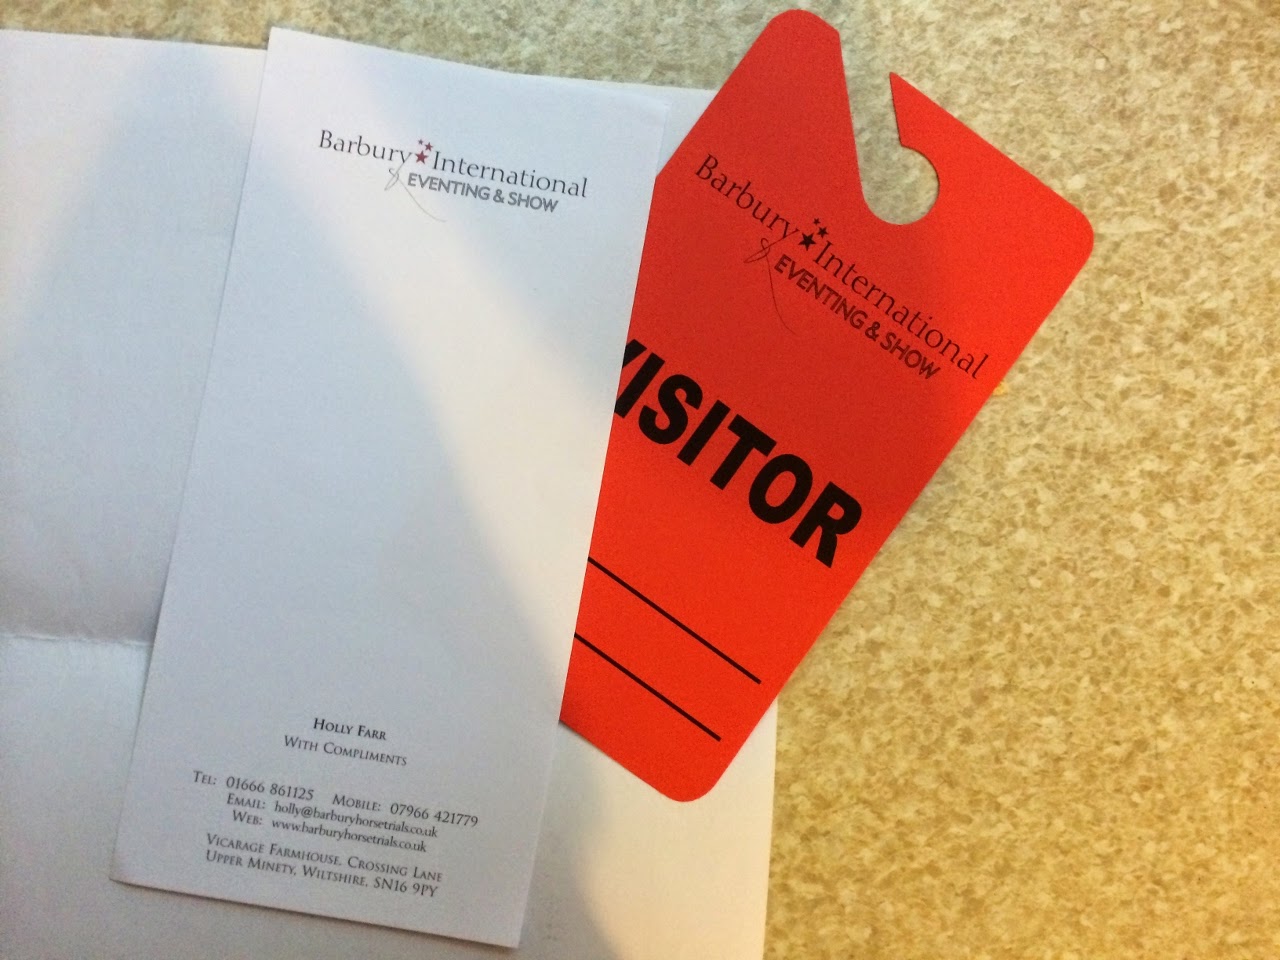 Barbury International
EVENTING & SHOW
HOLLY FARR
WITH COMPLIMENTS
TEL: 01666 861125 MOBILE: 07966 421779
EMAIL: holly@barburyhorsetrials.co.uk
WEB: www.barburyhorsetrials.co.uk
VICARAGE FARMHOUSE, CROSSING LANE
UPPER MINETY, WILTSHIRE, SN16 9PY
Barbury International
EVENTING & SHOW
VISITOR